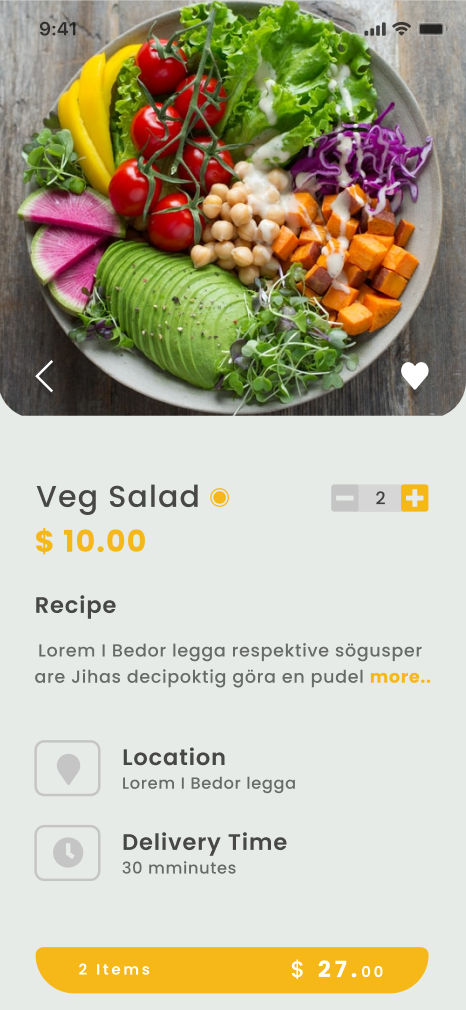 9:41
Veg Salad
2
$ 10.00
Recipe
Lorem I Bedor legga respektive sögusper
are Jihas decipoktig göra en pudel more..
Location
Lorem I Bedor legga
Delivery Time
30 mminutes
2 Items $ 27.00